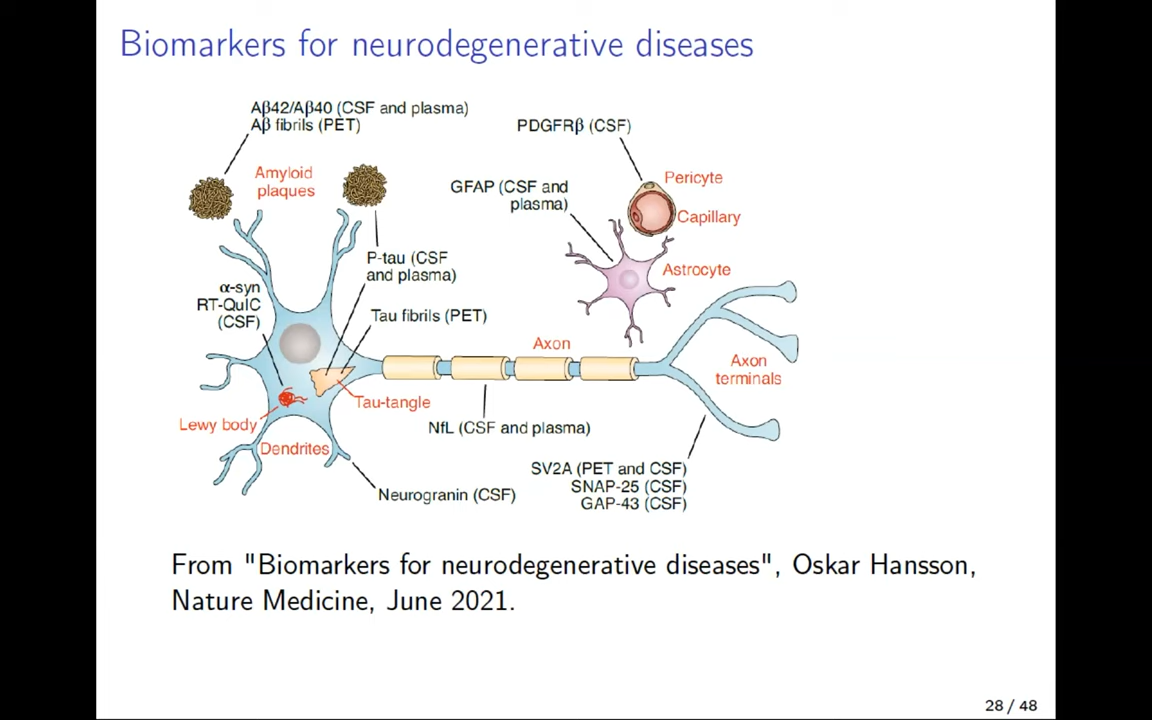 Biomarkers for neurodegenerative diseases
Aβ42/Aβ40 (CSF and plasma)
Aβ fibrils (PET)
PDGFRβ (CSF)
Amyloid
plaques
Pericyte
GFAP (CSF and
plasma)
Capillary
P-tau (CSF
and plasma)
Astrocyte
α-syn
RT-QuIC
(CSF)
Tau fibrils (PET)
Axon
Axon
terminals
Tau-tangle
Lewy body
NfL (CSF and plasma)
Dendrites
SV2A (PET and CSF)
SNAP-25 (CSF)
GAP-43 (CSF)
Neurogranin (CSF)
From "Biomarkers for neurodegenerative diseases", Oskar Hansson,
Nature Medicine, June 2021.
28 / 48